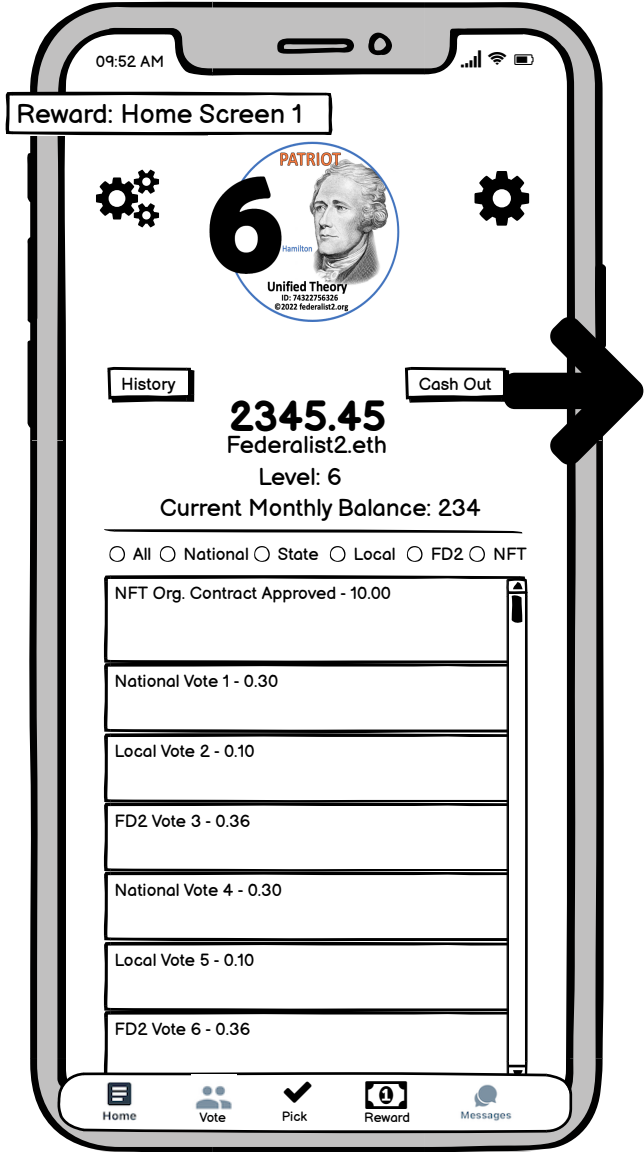 09:52 AM
Reward: Home Screen 1
PATRIOT
6
Hamilton
Unified Theory
ID: 74322756326
©2022 federalist2.org
History
Cash Out
2345.45
Federalist2.eth
Level: 6
Current Monthly Balance: 234
All National State Local FD2 NFT
NFT Org. Contract Approved - 10.00
National Vote 1 - 0.30
Local Vote 2 - 0.10
FD2 Vote 3 - 0.36
National Vote 4 - 0.30
Local Vote 5 - 0.10
FD2 Vote 6 - 0.36
1
Home Vote Pick Reward Messages